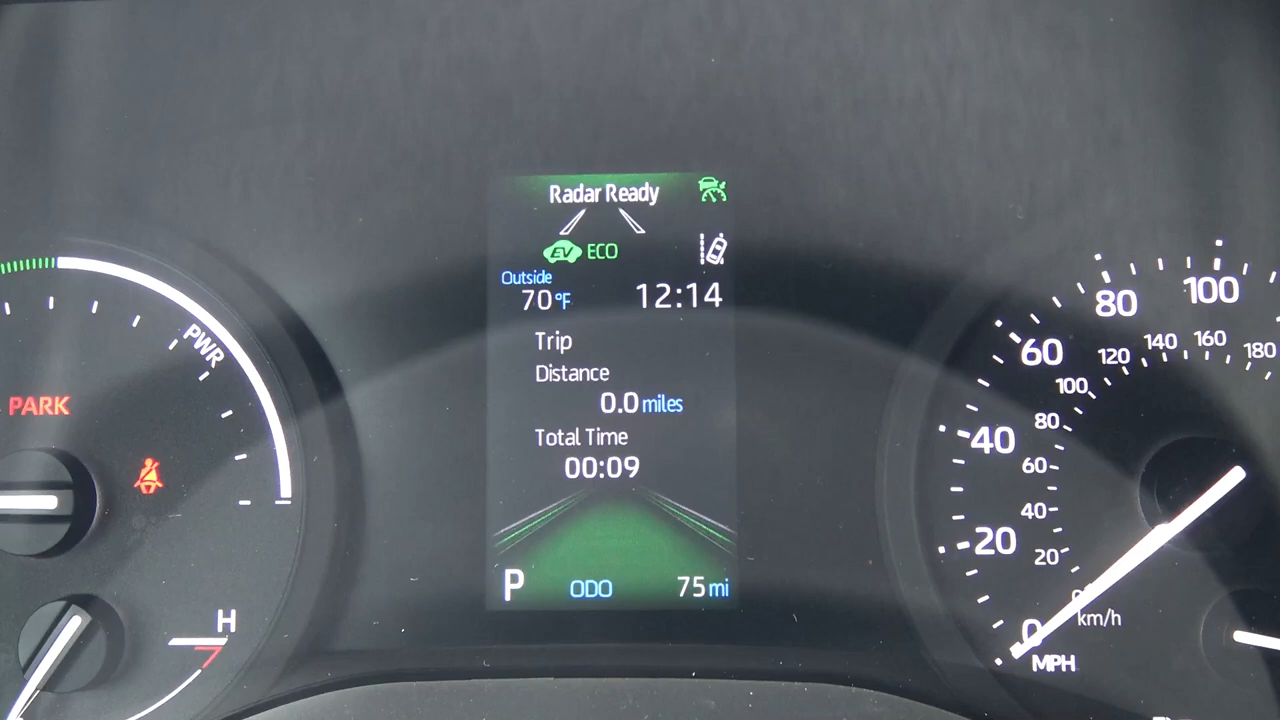 Radar Ready
EV ECO
Outside
70°F 12:14
Trip
Distance
0.0 miles
Total Time
00:09
P ODO 75 mi
PWR
PARK
H
100
80
60
40
20
0
MPH
180
160
140
120
100
80
60
40
20
0
km/h